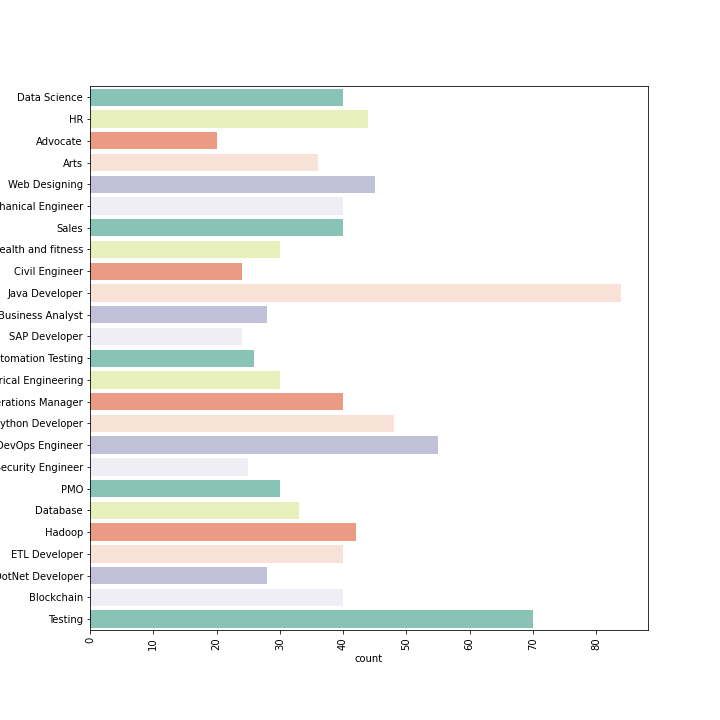 Data Science
HR
Advocate
Arts
Web Designing
hanical Engineer
Sales
ealth and fitness
Civil Engineer
Java Developer
Business Analyst
SAP Developer
tomation Testing
rical Engineering
erations Manager
ython Developer
DevOps Engineer
ecurity Engineer
PMO
Database
Hadoop
ETL Developer
DotNet Developer
Blockchain
Testing
0 10 20 30 40 50 60 70 80
count